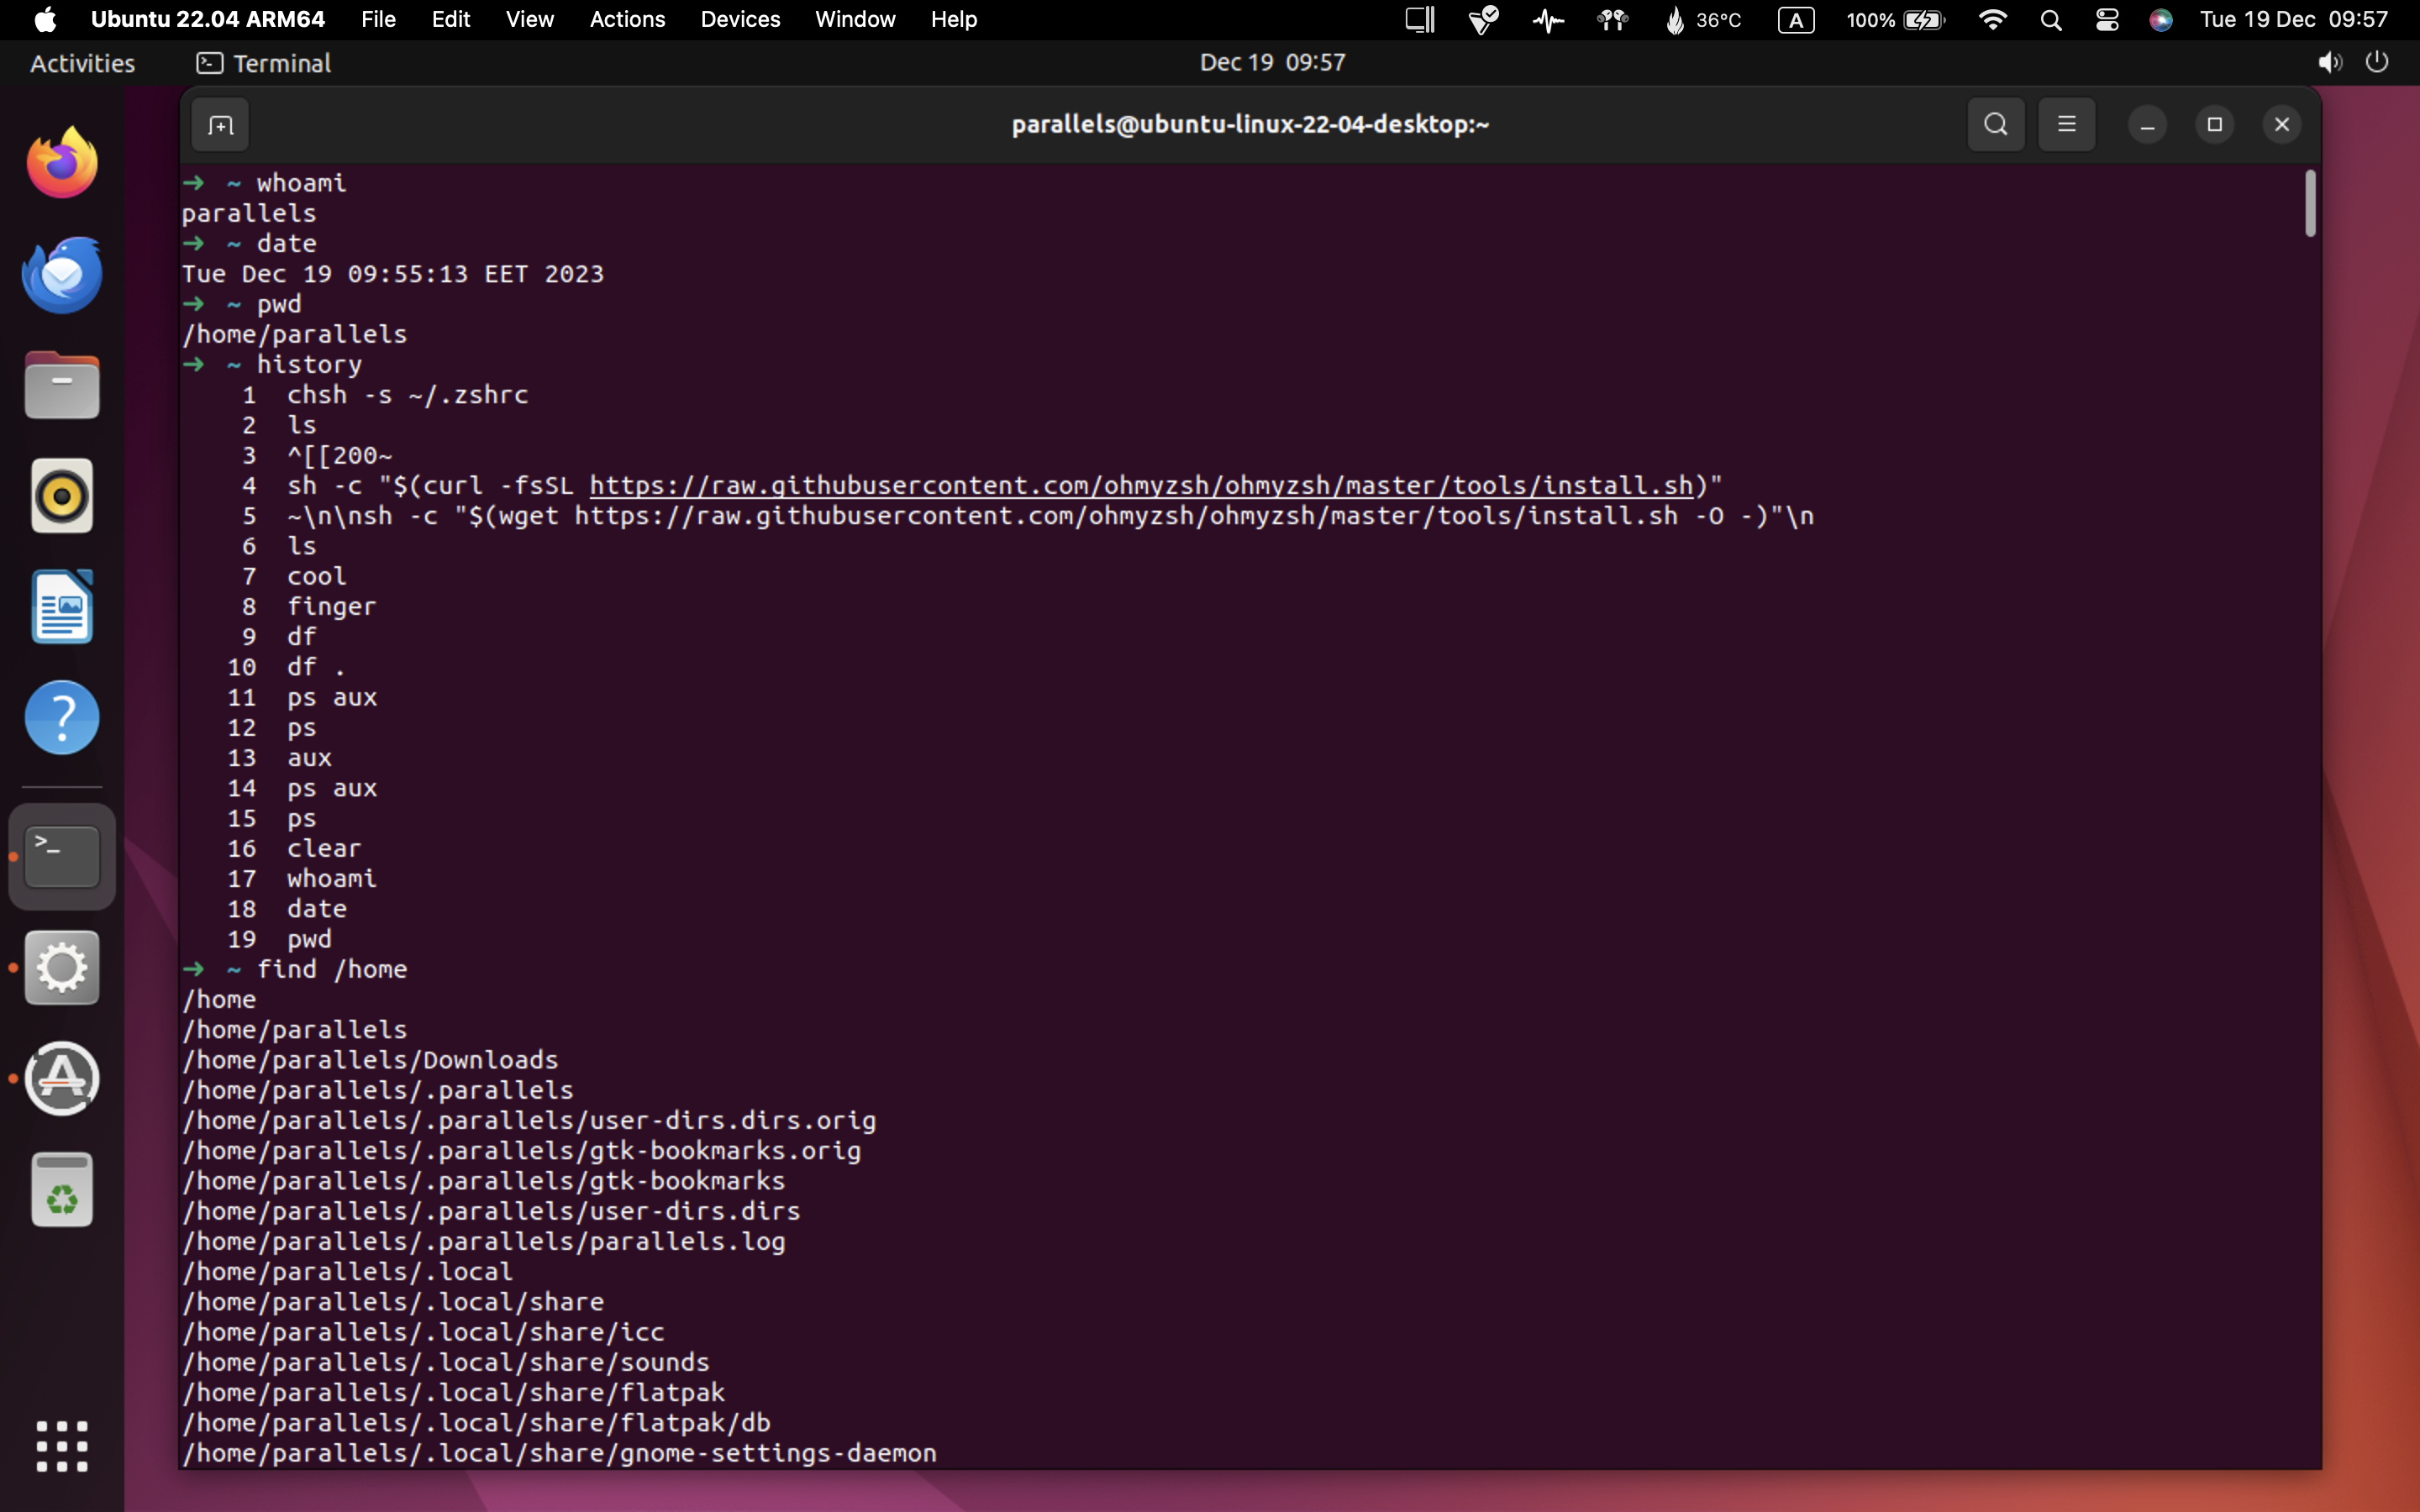 Ubuntu 22.04 ARM64 File Edit View Actions Devices Window Help 36°C A 100% Tue 19 Dec 09:57
Activities Terminal Dec 19 09:57
parallels@ubuntu-linux-22-04-desktop:~
→ ~ whoami
parallels
→ ~ date
Tue Dec 19 09:55:13 EET 2023
→ ~ pwd
/home/parallels
→ ~ history
1 chsh -s ~/.zshrc
2 ls
3 ^[[200~
4 sh -c "$(curl -fsSL https://raw.githubusercontent.com/ohmyzsh/ohmyzsh/master/tools/install.sh)"
5 ~\n\nsh -c "$(wget https://raw.githubusercontent.com/ohmyzsh/ohmyzsh/master/tools/install.sh -O -)"\n
6 ls
7 cool
8 finger
9 df
10 df .
11 ps aux
12 ps
13 aux
14 ps aux
15 ps
16 clear
17 whoami
18 date
19 pwd
→ ~ find /home
/home
/home/parallels
/home/parallels/Downloads
/home/parallels/.parallels
/home/parallels/.parallels/user-dirs.dirs.orig
/home/parallels/.parallels/gtk-bookmarks.orig
/home/parallels/.parallels/gtk-bookmarks
/home/parallels/.parallels/user-dirs.dirs
/home/parallels/.parallels/parallels.log
/home/parallels/.local
/home/parallels/.local/share
/home/parallels/.local/share/icc
/home/parallels/.local/share/sounds
/home/parallels/.local/share/flatpak
/home/parallels/.local/share/flatpak/db
/home/parallels/.local/share/gnome-settings-daemon